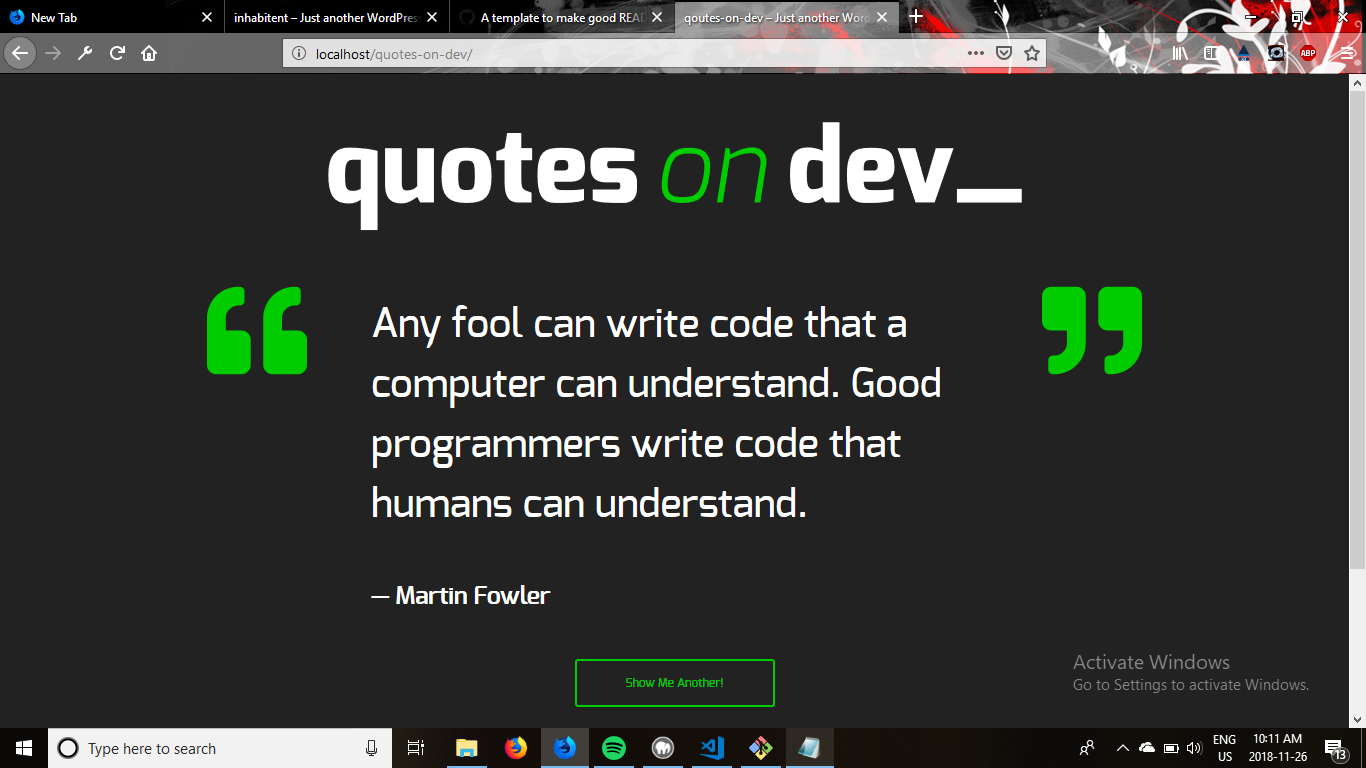 New Tab
inhabitent – Just another WordPres
A template to make good REA
qoutes-on-dev – Just another Wor
localhost/quotes-on-dev/
ABP
quotes on dev_
“ ”
Any fool can write code that a
computer can understand. Good
programmers write code that
humans can understand.
— Martin Fowler
Show Me Another!
Activate Windows
Go to Settings to activate Windows.
Type here to search
ENG
US
10:11 AM
2018-11-26
13